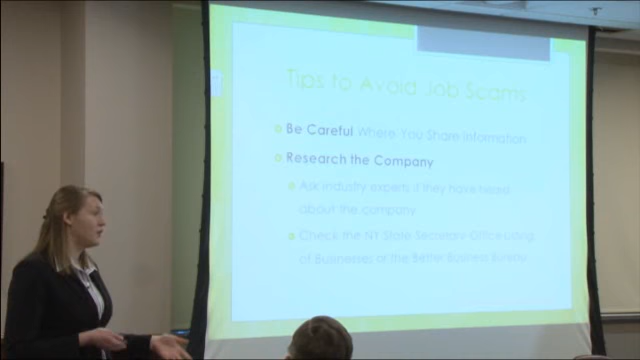 Tips to Avoid Job Scams
Be Careful Where You Share Information
Research the Company
Ask industry experts if they have heard
about the company
Check the NY State Secretary Office Listing
of Businesses or the Better Business Bureau